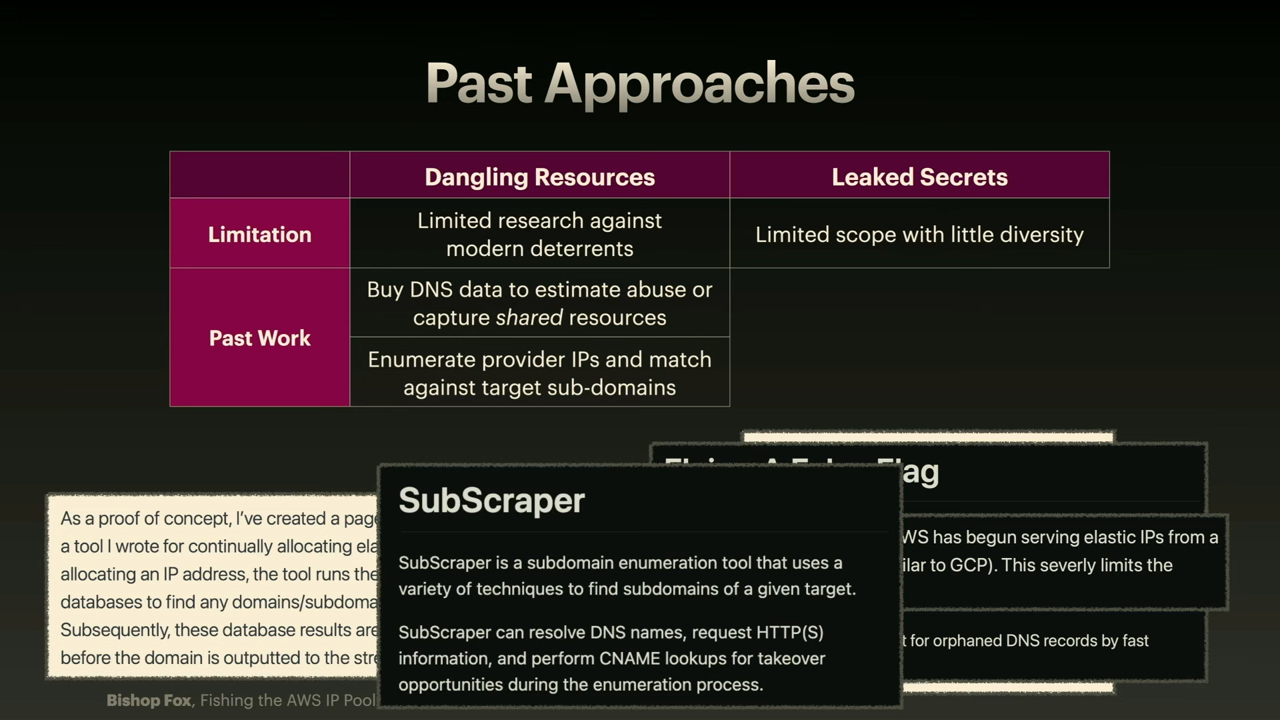 Past Approaches
Dangling Resources
Leaked Secrets
Limitation
Limited research against
modern deterrents
Limited scope with little diversity
Past Work
Buy DNS data to estimate abuse or
capture shared resources
Enumerate provider IPs and match
against target sub-domains
As a proof of concept, I've created a page
a tool I wrote for continually allocating ela
allocating an IP address, the tool runs the
databases to find any domains/subdoma
Subsequently, these database results are
before the domain is outputted to the stre
Bishop Fox, Fishing the AWS IP Pool
SubScraper
SubScraper is a subdomain enumeration tool that uses a
variety of techniques to find subdomains of a given target.
SubScraper can resolve DNS names, request HTTP(S)
information, and perform CNAME lookups for takeover
opportunities during the enumeration process.
Flag
WS has begun serving elastic IPs from a
ilar to GCP). This severly limits the
t for orphaned DNS records by fast